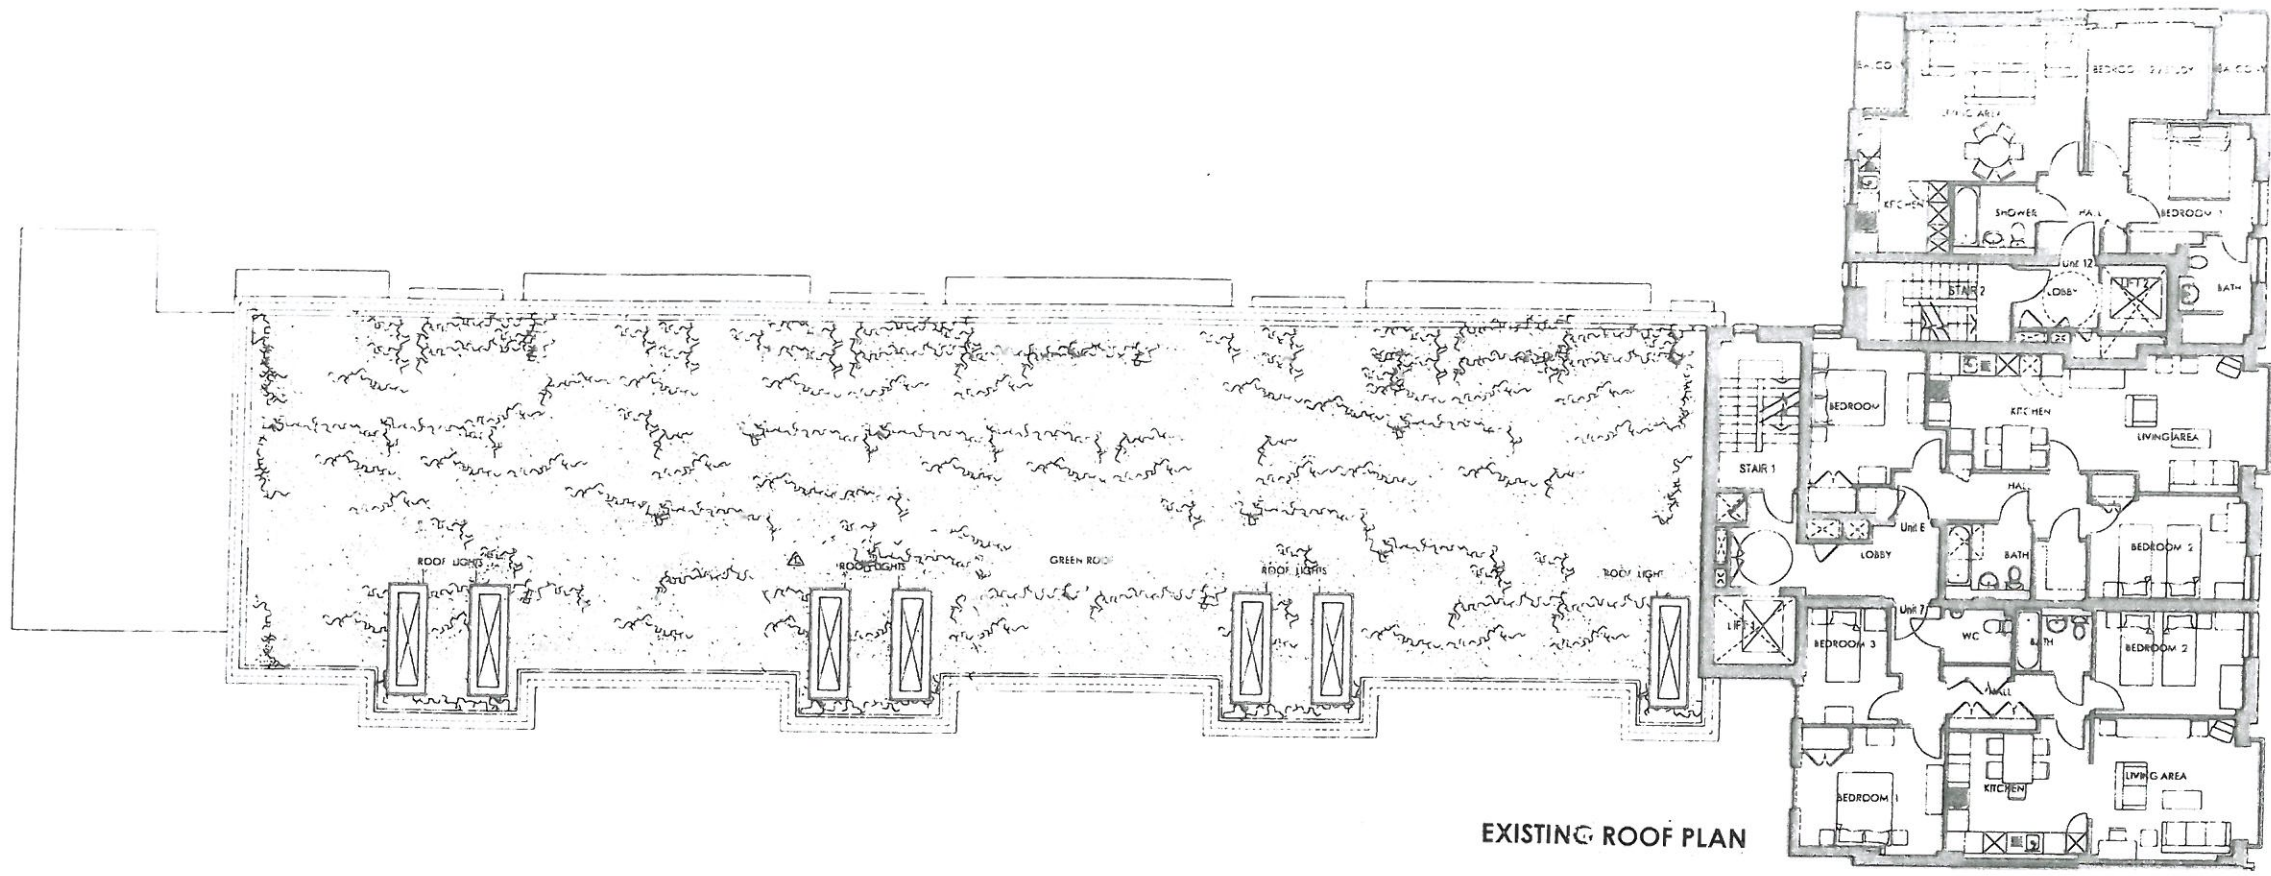 LIVING AREA
KITCHEN
SHOWER
HALL
BEDROOM 1
Unit 12
STAIR 2
LOBBY
LIFT 2
BATH
BEDROOM
KITCHEN
LIVING AREA
STAIR 1
HALL
Unit 6
LOBBY
BATH
BEDROOM 2
ROOF LIGHTS
ROOF LIGHTS
GREEN ROOF
ROOF LIGHTS
ROOF LIGHT
LIFT 1
Unit 7
BEDROOM 3
WC
BATH
BEDROOM 2
HALL
BEDROOM 1
KITCHEN
LIVING AREA
EXISTING ROOF PLAN